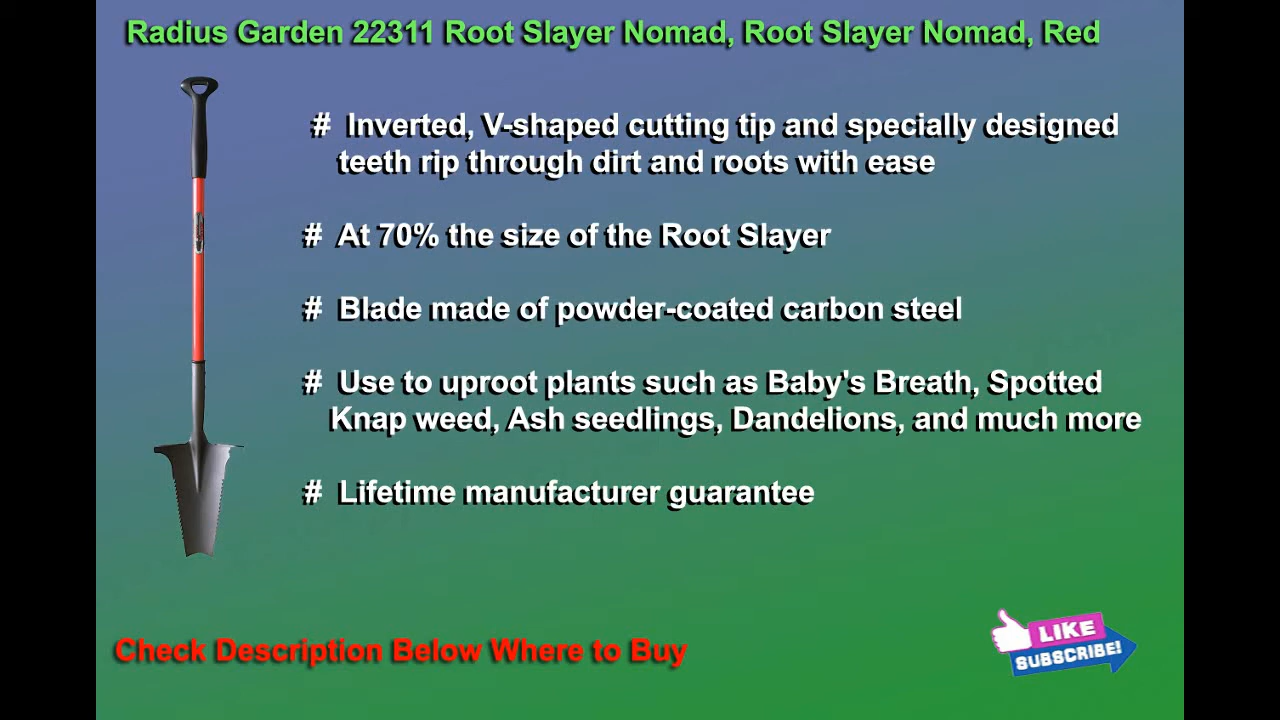 Radius Garden 22311 Root Slayer Nomad, Root Slayer Nomad, Red
# Inverted, V-shaped cutting tip and specially designed
teeth rip through dirt and roots with ease
# At 70% the size of the Root Slayer
# Blade made of powder-coated carbon steel
# Use to uproot plants such as Baby's Breath, Spotted
Knap weed, Ash seedlings, Dandelions, and much more
# Lifetime manufacturer guarantee
Check Description Below Where to Buy
LIKE
SUBSCRIBE!